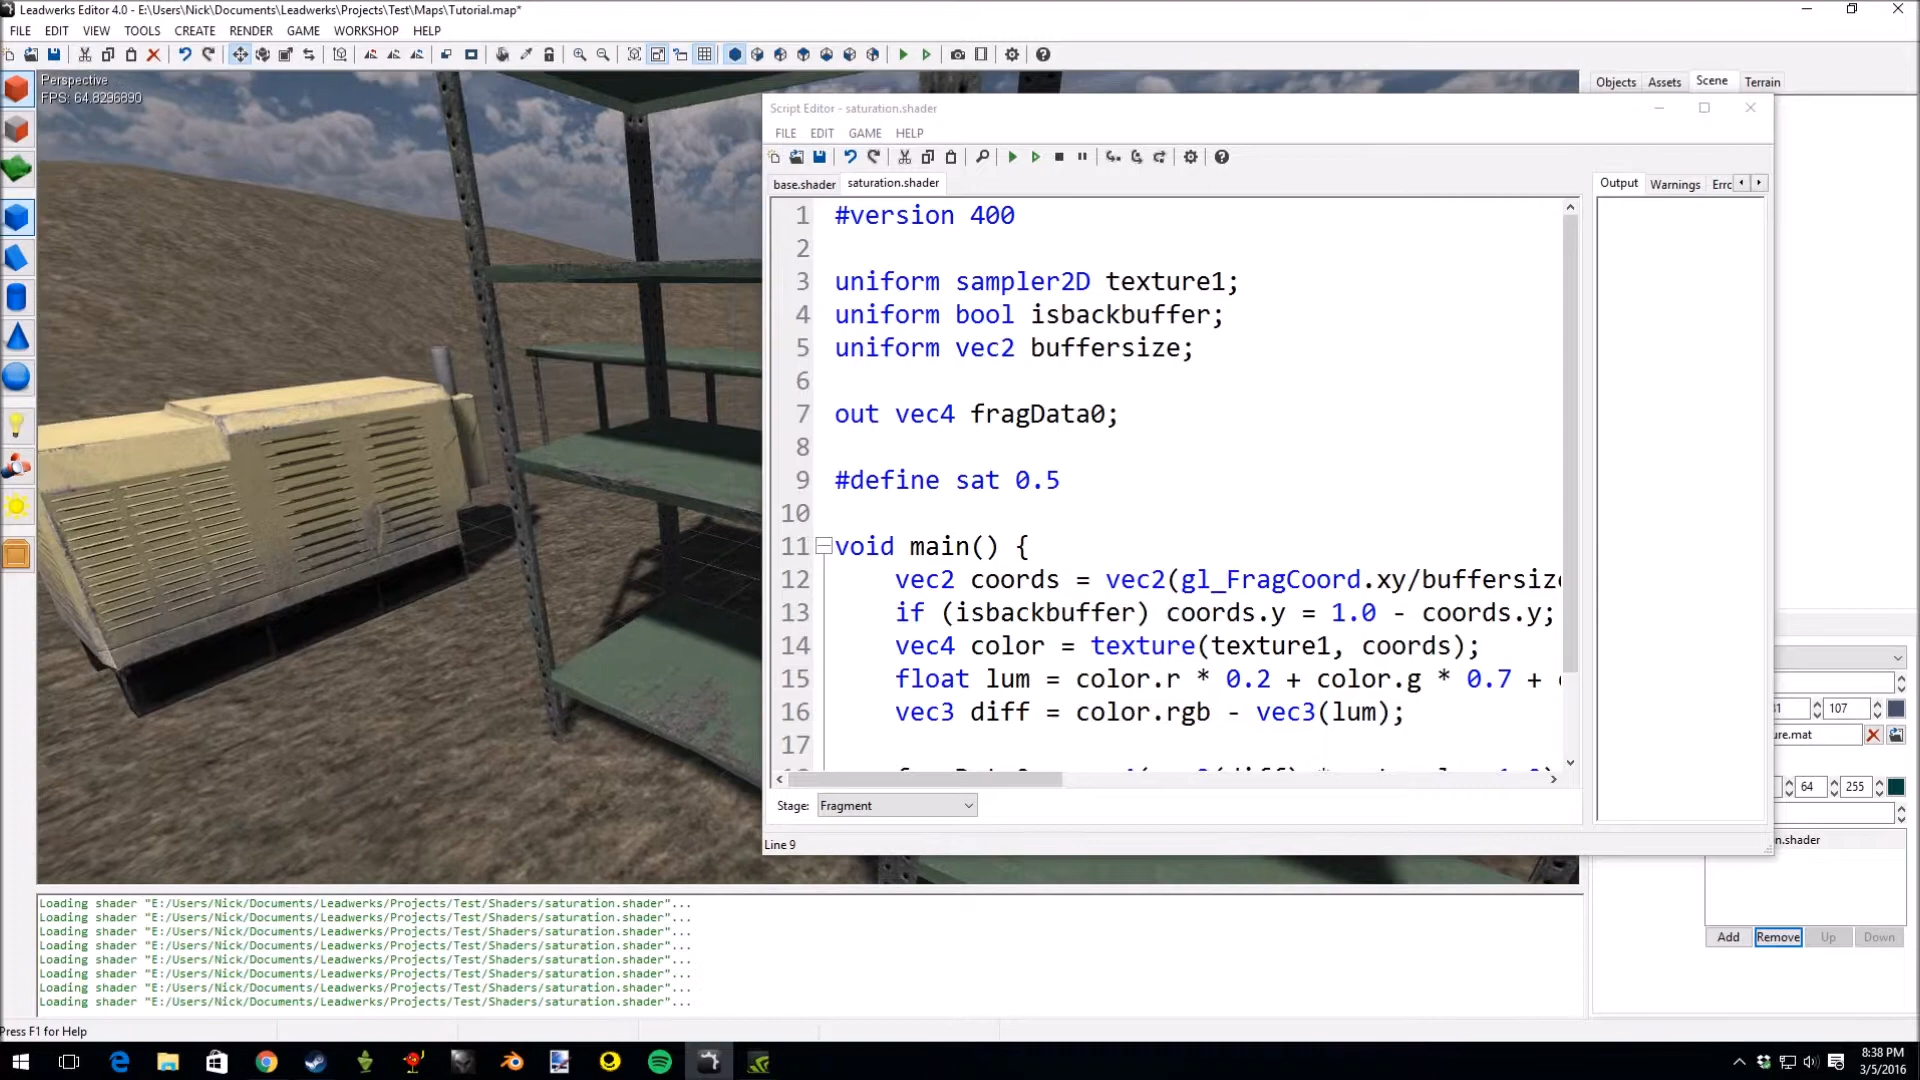 Leadwerks Editor 4.0 - E:\Users\Nick\Documents\Leadwerks\Projects\Test\Maps\Tutorial.map*
FILE EDIT VIEW TOOLS CREATE RENDER GAME WORKSHOP HELP
Perspective
FPS: 64.8296890
Objects Assets Scene Terrain
Script Editor - saturation.shader
FILE EDIT GAME HELP
base.shader saturation.shader
Output Warnings Err
1 #version 400
2
3 uniform sampler2D texture1;
4 uniform bool isbackbuffer;
5 uniform vec2 buffersize;
6
7 out vec4 fragData0;
8
9 #define sat 0.5
10
11 void main() {
12 vec2 coords = vec2(gl_FragCoord.xy/buffersize
13 if (isbackbuffer) coords.y = 1.0 - coords.y;
14 vec4 color = texture(texture1, coords);
15 float lum = color.r * 0.2 + color.g * 0.7 +
16 vec3 diff = color.rgb - vec3(lum);
17
Stage: Fragment
Line 9
107
ure.mat
64 255
n.shader
Add Remove Up Down
Loading shader "E:/Users/Nick/Documents/Leadwerks/Projects/Test/Shaders/saturation.shader"...
Loading shader "E:/Users/Nick/Documents/Leadwerks/Projects/Test/Shaders/saturation.shader"...
Loading shader "E:/Users/Nick/Documents/Leadwerks/Projects/Test/Shaders/saturation.shader"...
Loading shader "E:/Users/Nick/Documents/Leadwerks/Projects/Test/Shaders/saturation.shader"...
Loading shader "E:/Users/Nick/Documents/Leadwerks/Projects/Test/Shaders/saturation.shader"...
Loading shader "E:/Users/Nick/Documents/Leadwerks/Projects/Test/Shaders/saturation.shader"...
Loading shader "E:/Users/Nick/Documents/Leadwerks/Projects/Test/Shaders/saturation.shader"...
Loading shader "E:/Users/Nick/Documents/Leadwerks/Projects/Test/Shaders/saturation.shader"...
Press F1 for Help
8:38 PM
3/5/2016